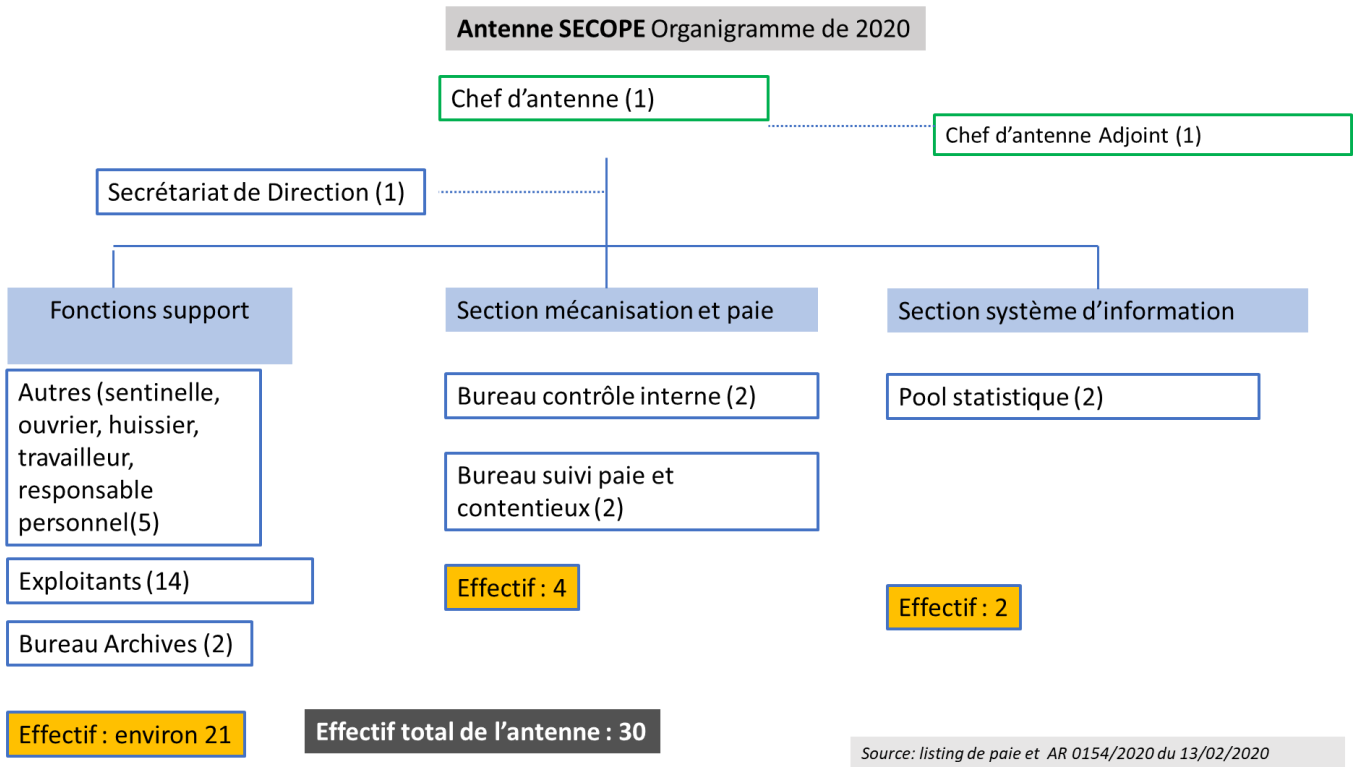 Antenne SECOPE Organigramme de 2020
Chef d’antenne (1)
Chef d’antenne Adjoint (1)
Secrétariat de Direction (1)
Fonctions support
Autres (sentinelle,
ouvrier, huissier,
travailleur,
responsable
personnel(5)
Exploitants (14)
Bureau Archives (2)
Effectif : environ 21
Section mécanisation et paie
Bureau contrôle interne (2)
Bureau suivi paie et
contentieux (2)
Effectif : 4
Section système d’information
Pool statistique (2)
Effectif : 2
Effectif total de l’antenne : 30
Source: listing de paie et AR 0154/2020 du 13/02/2020